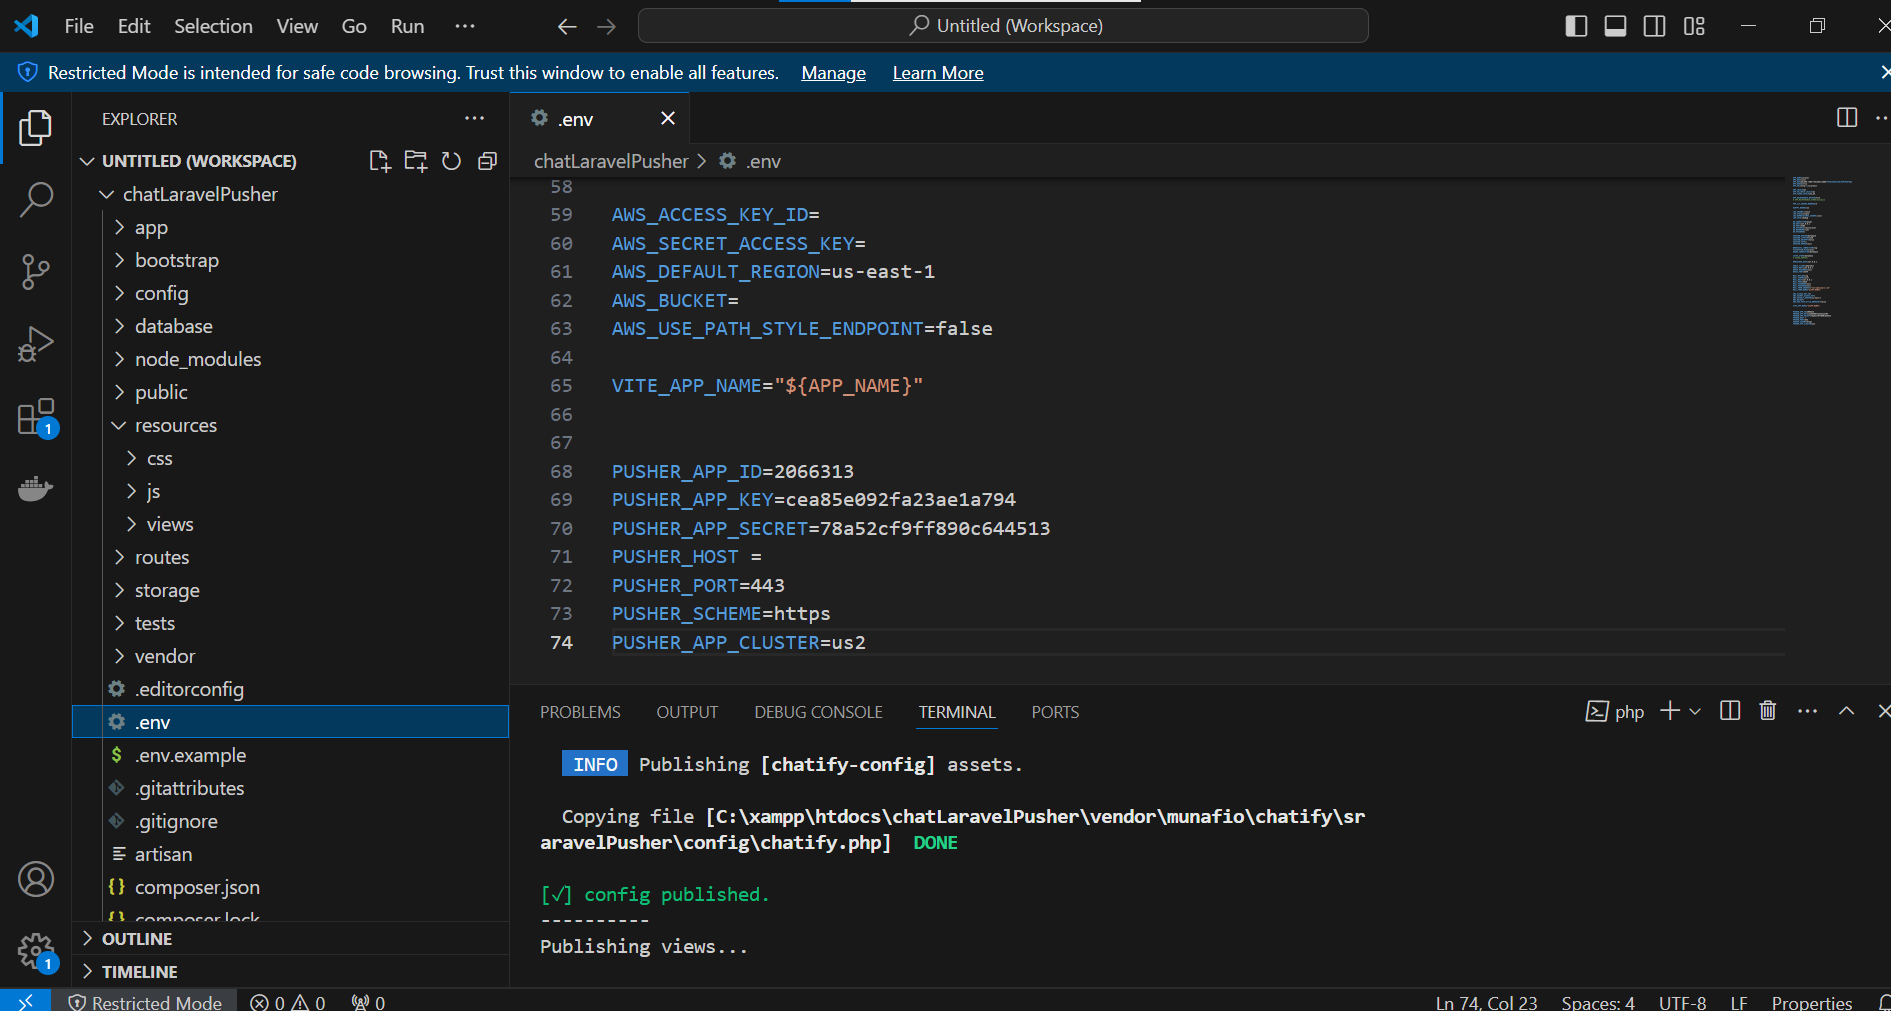 File Edit Selection View Go Run ···
Untitled (Workspace)
Restricted Mode is intended for safe code browsing. Trust this window to enable all features. Manage Learn More
EXPLORER ···
UNTITLED (WORKSPACE)
chatLaravelPusher
app
bootstrap
config
database
node_modules
public
resources
css
js
views
routes
storage
tests
vendor
.editorconfig
.env
.env.example
.gitattributes
.gitignore
artisan
composer.json
composer.lock
OUTLINE
TIMELINE
1
1
.env
chatLaravelPusher > .env
58
59 AWS_ACCESS_KEY_ID=
60 AWS_SECRET_ACCESS_KEY=
61 AWS_DEFAULT_REGION=us-east-1
62 AWS_BUCKET=
63 AWS_USE_PATH_STYLE_ENDPOINT=false
64
65 VITE_APP_NAME="${APP_NAME}"
66
67
68 PUSHER_APP_ID=2066313
69 PUSHER_APP_KEY=cea85e092fa23ae1a794
70 PUSHER_APP_SECRET=78a52cf9ff890c644513
71 PUSHER_HOST =
72 PUSHER_PORT=443
73 PUSHER_SCHEME=https
74 PUSHER_APP_CLUSTER=us2
PROBLEMS OUTPUT DEBUG CONSOLE TERMINAL PORTS php
INFO Publishing [chatify-config] assets.
Copying file [C:\xampp\htdocs\chatLaravelPusher\vendor\munafio\chatify\sr
aravelPusher\config\chatify.php] DONE
[√] config published.
----------
Publishing views...
Restricted Mode 0 0 0 Ln 74, Col 23 Spaces: 4 UTF-8 LF Properties